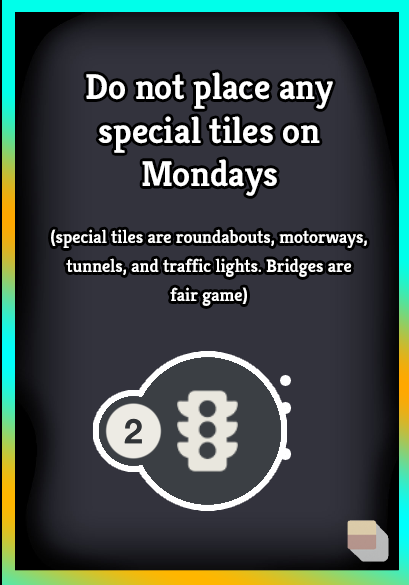 Do not place any
special tiles on
Mondays
(special tiles are roundabouts, motorways,
tunnels, and traffic lights. Bridges are
fair game)
2